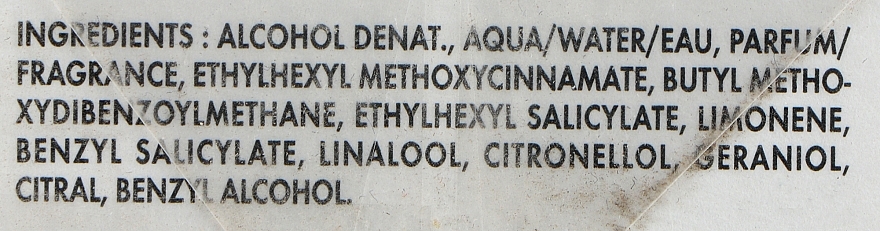 INGREDIENTS : ALCOHOL DENAT., AQUA/WATER/EAU, PARFUM/
FRAGRANCE, ETHYLHEXYL METHOXYCINNAMATE, BUTYL METHO-
XYDIBENZOYLMETHANE, ETHYLHEXYL SALICYLATE, LIMONENE,
BENZYL SALICYLATE, LINALOOL, CITRONELLOL, GERANIOL,
CITRAL, BENZYL ALCOHOL.